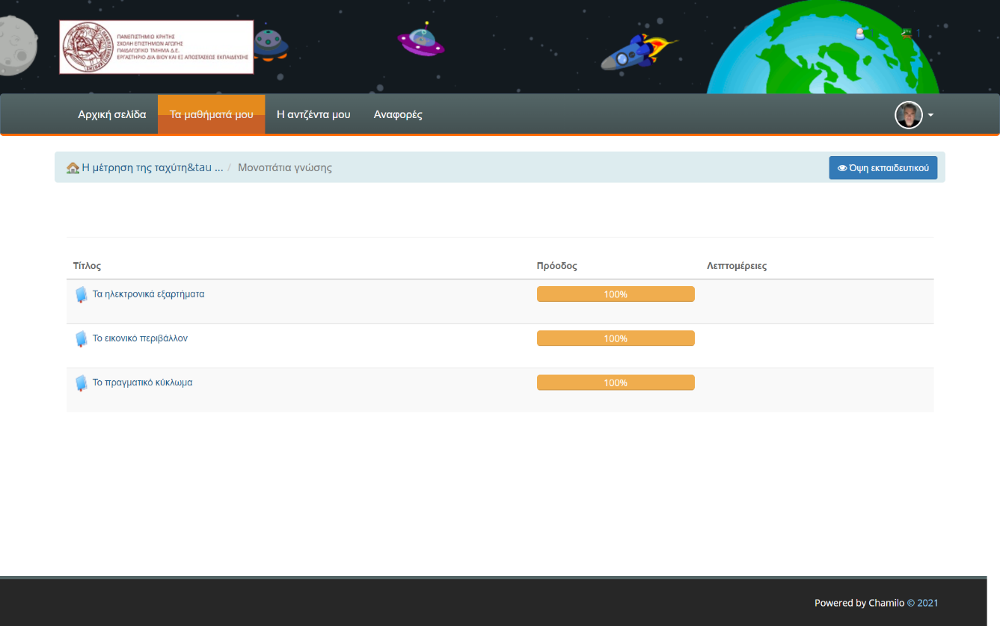 ΠΑΝΕΠΙΣΤΗΜΙΟ ΚΡΗΤΗΣ
ΣΧΟΛΗ ΕΠΙΣΤΗΜΩΝ ΑΓΩΓΗΣ
ΠΑΙΔΑΓΩΓΙΚΟ ΤΜΗΜΑ Δ.Ε.
ΕΡΓΑΣΤΗΡΙΟ ΔΙΑ ΒΙΟΥ ΚΑΙ ΕΞ ΑΠΟΣΤΑΣΕΩΣ ΕΚΠΑΙΔΕΥΣΗΣ
1 1
Αρχική σελίδα Τα μαθήματά μου Η αντζέντα μου Αναφορές
Η μέτρηση της ταχύτη&tau ... / Μονοπάτια γνώσης Όψη εκπαιδευτικού
Τίτλος Πρόοδος Λεπτομέρειες
Τα ηλεκτρονικά εξαρτήματα 100%
Το εικονικό περιβάλλον 100%
Το πραγματικό κύκλωμα 100%
Powered by Chamilo © 2021